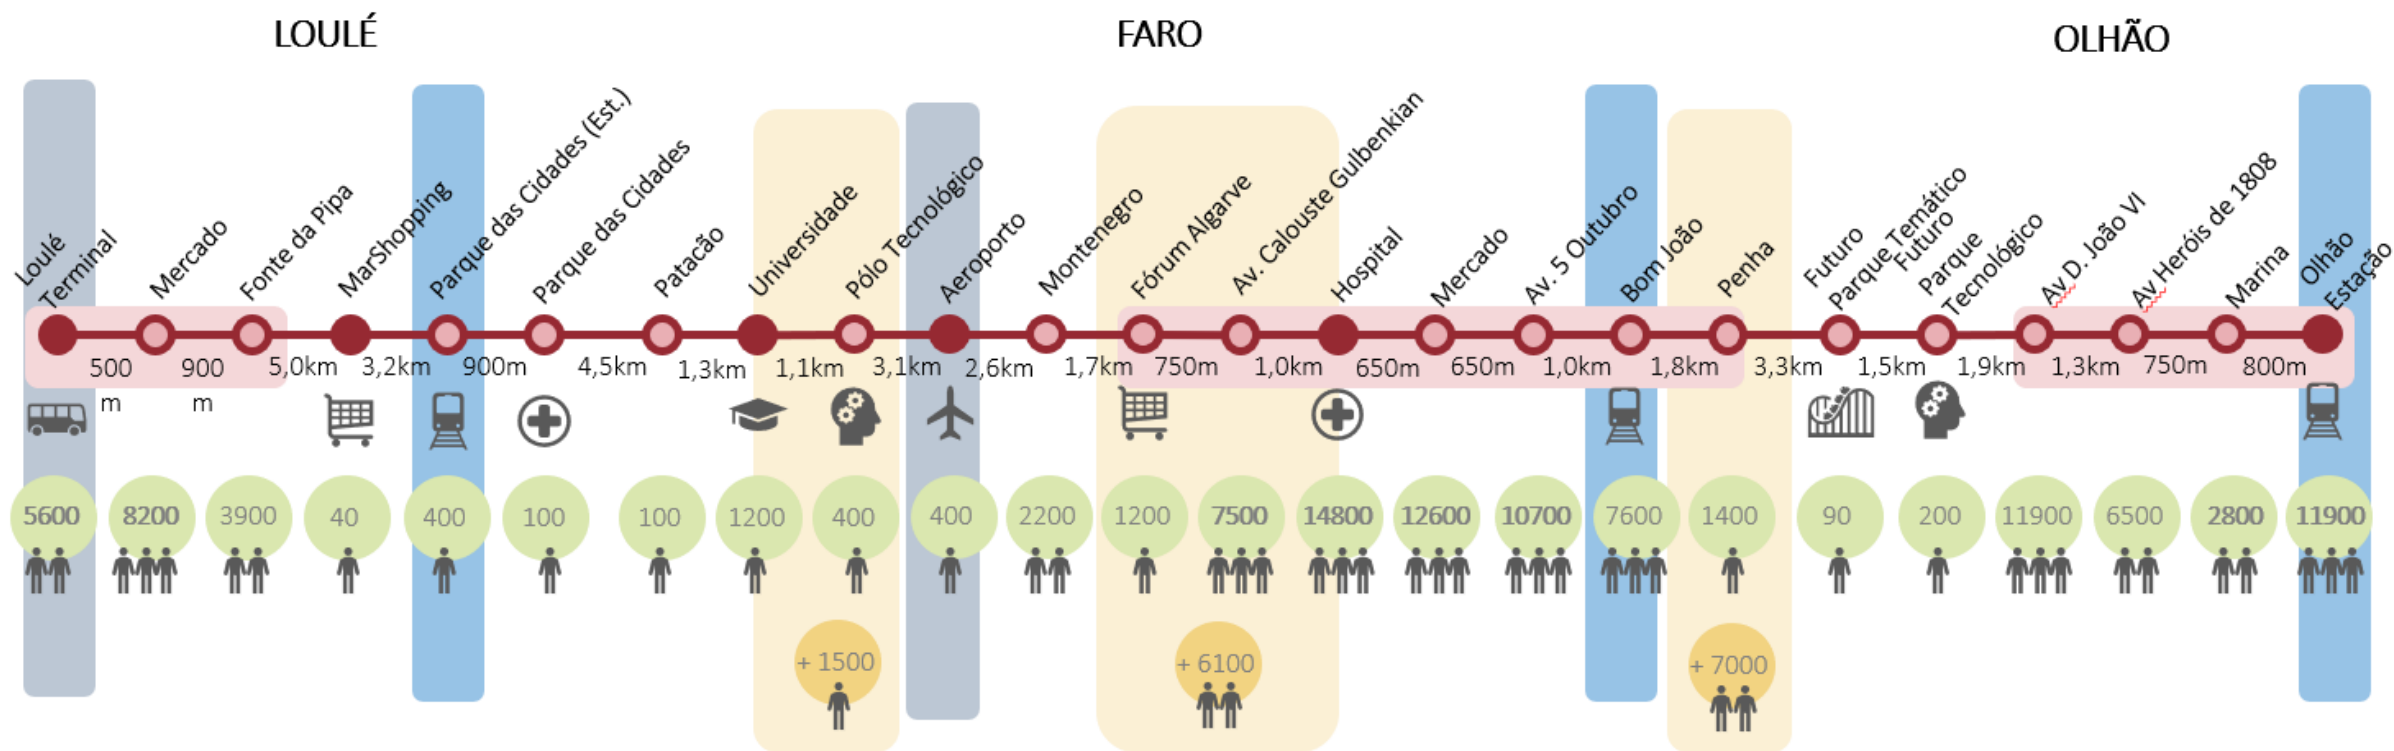 LOULÉ
FARO
OLHÃO
Loulé
Terminal
Mercado
Fonte da Pipa
MarShopping
Parque das Cidades (Est.)
Parque das Cidades
Patacão
Universidade
Pólo Tecnológico
Aeroporto
Montenegro
Fórum Algarve
Av. Calouste Gulbenkian
Hospital
Mercado
Av. 5 Outubro
Bom João
Penha
Futuro
Parque Temático
Futuro
Parque
Tecnológico
Av D. João VI
Av Heróis de 1808
Marina
Olhão
Estação
500
m
900
m
5,0km
3,2km
900m
4,5km
1,3km
1,1km
3,1km
2,6km
1,7km
750m
1,0km
650m
650m
1,0km
1,8km
3,3km
1,5km
1,9km
1,3km
750m
800m
5600
8200
3900
40
400
100
100
1200
400
400
2200
1200
7500
14800
12600
10700
7600
1400
90
200
11900
6500
2800
11900
+ 1500
+ 6100
+ 7000